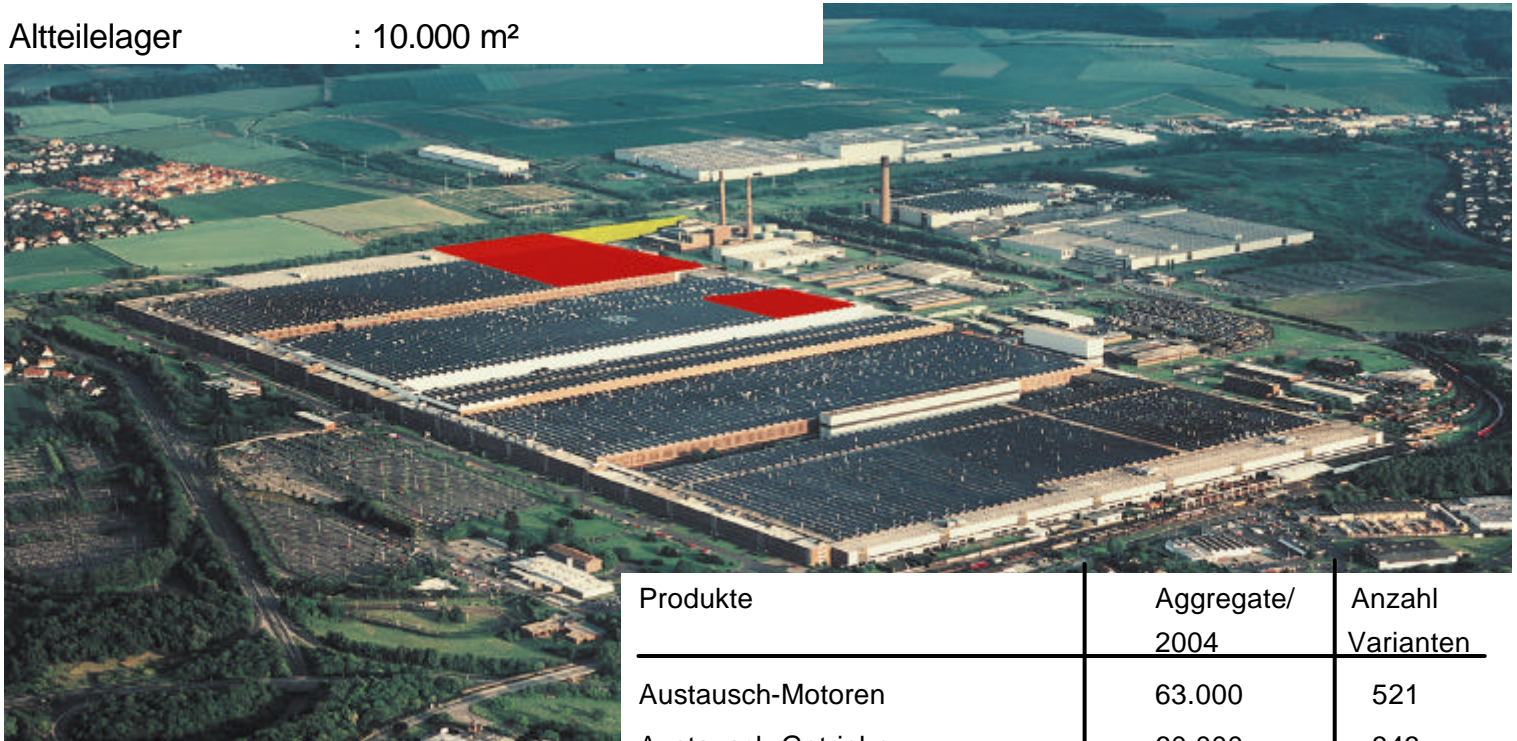 Altteilelager : 10.000 m²
Produkte Aggregate/ Anzahl
2004 Varianten
Austausch-Motoren 63.000 521